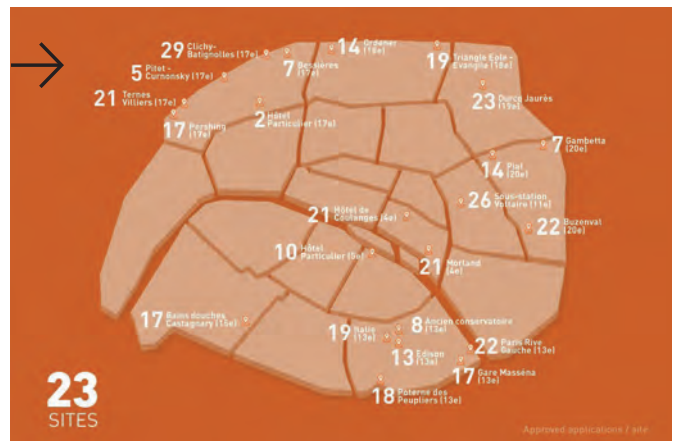 29 Clichy-
Batignolles (17e)
5 Pitet -
Curnonsky (17e)
21 Ternes
Villiers (17e)
17 Pershing
(17e)
2 Hôtel
Particulier (17e)
7 Bessières
(17e)
14 Ordener
(18e)
19 Triangle Eole -
Evangile (18e)
23 Ourcq Jaurès
(19e)
7 Gambetta
(20e)
14 Piat
(20e)
26 Sous-station
Voltaire (11e)
22 Buzenval
(20e)
21 Hôtel de
Coulanges (4e)
10 Hôtel
Particulier (5e)
21 Morland
(4e)
17 Bains douches
Castagnary (15e)
19 Italie
(13e)
8 Ancien conservatoire
(13e)
13 Edison
(13e)
22 Paris Rive
Gauche (13e)
17 Gare Masséna
(13e)
18 Poterne des
Peupliers (13e)
23
SITES
Approved applications / site